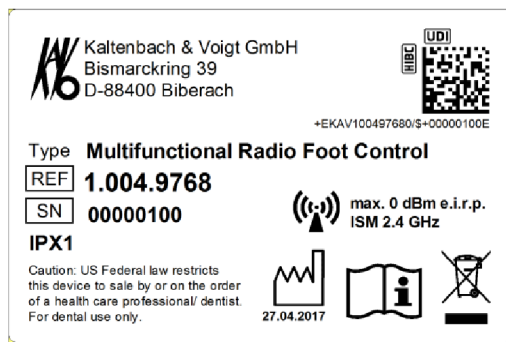 KaVo
Kaltenbach & Voigt GmbH
Bismarckring 39
D-88400 Biberach
UDI
HIBC
+EKAV100497680/$+00000100E
Type Multifunctional Radio Foot Control
REF 1.004.9768
SN 00000100
IPX1
max. 0 dBm e.i.r.p.
ISM 2.4 GHz
Caution: US Federal law restricts
this device to sale by or on the order
of a health care professional/ dentist.
For dental use only.
27.04.2017